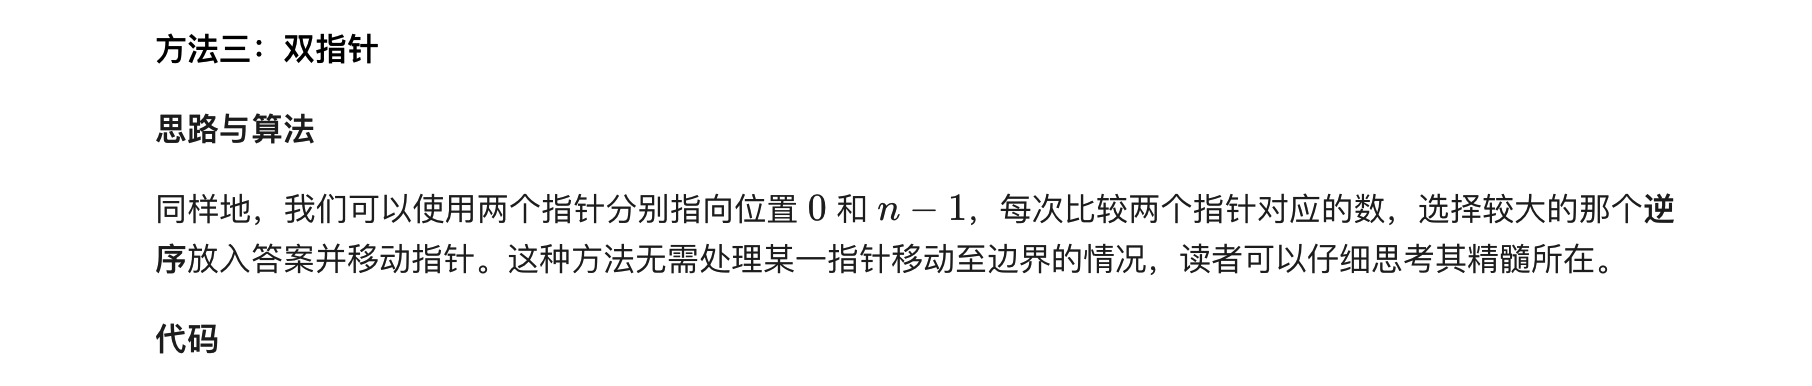 方法三：双指针
思路与算法
同样地，我们可以使用两个指针分别指向位置 0 和 n − 1，每次比较两个指针对应的数，选择较大的那个逆
序放入答案并移动指针。这种方法无需处理某一指针移动至边界的情况，读者可以仔细思考其精髓所在。
代码